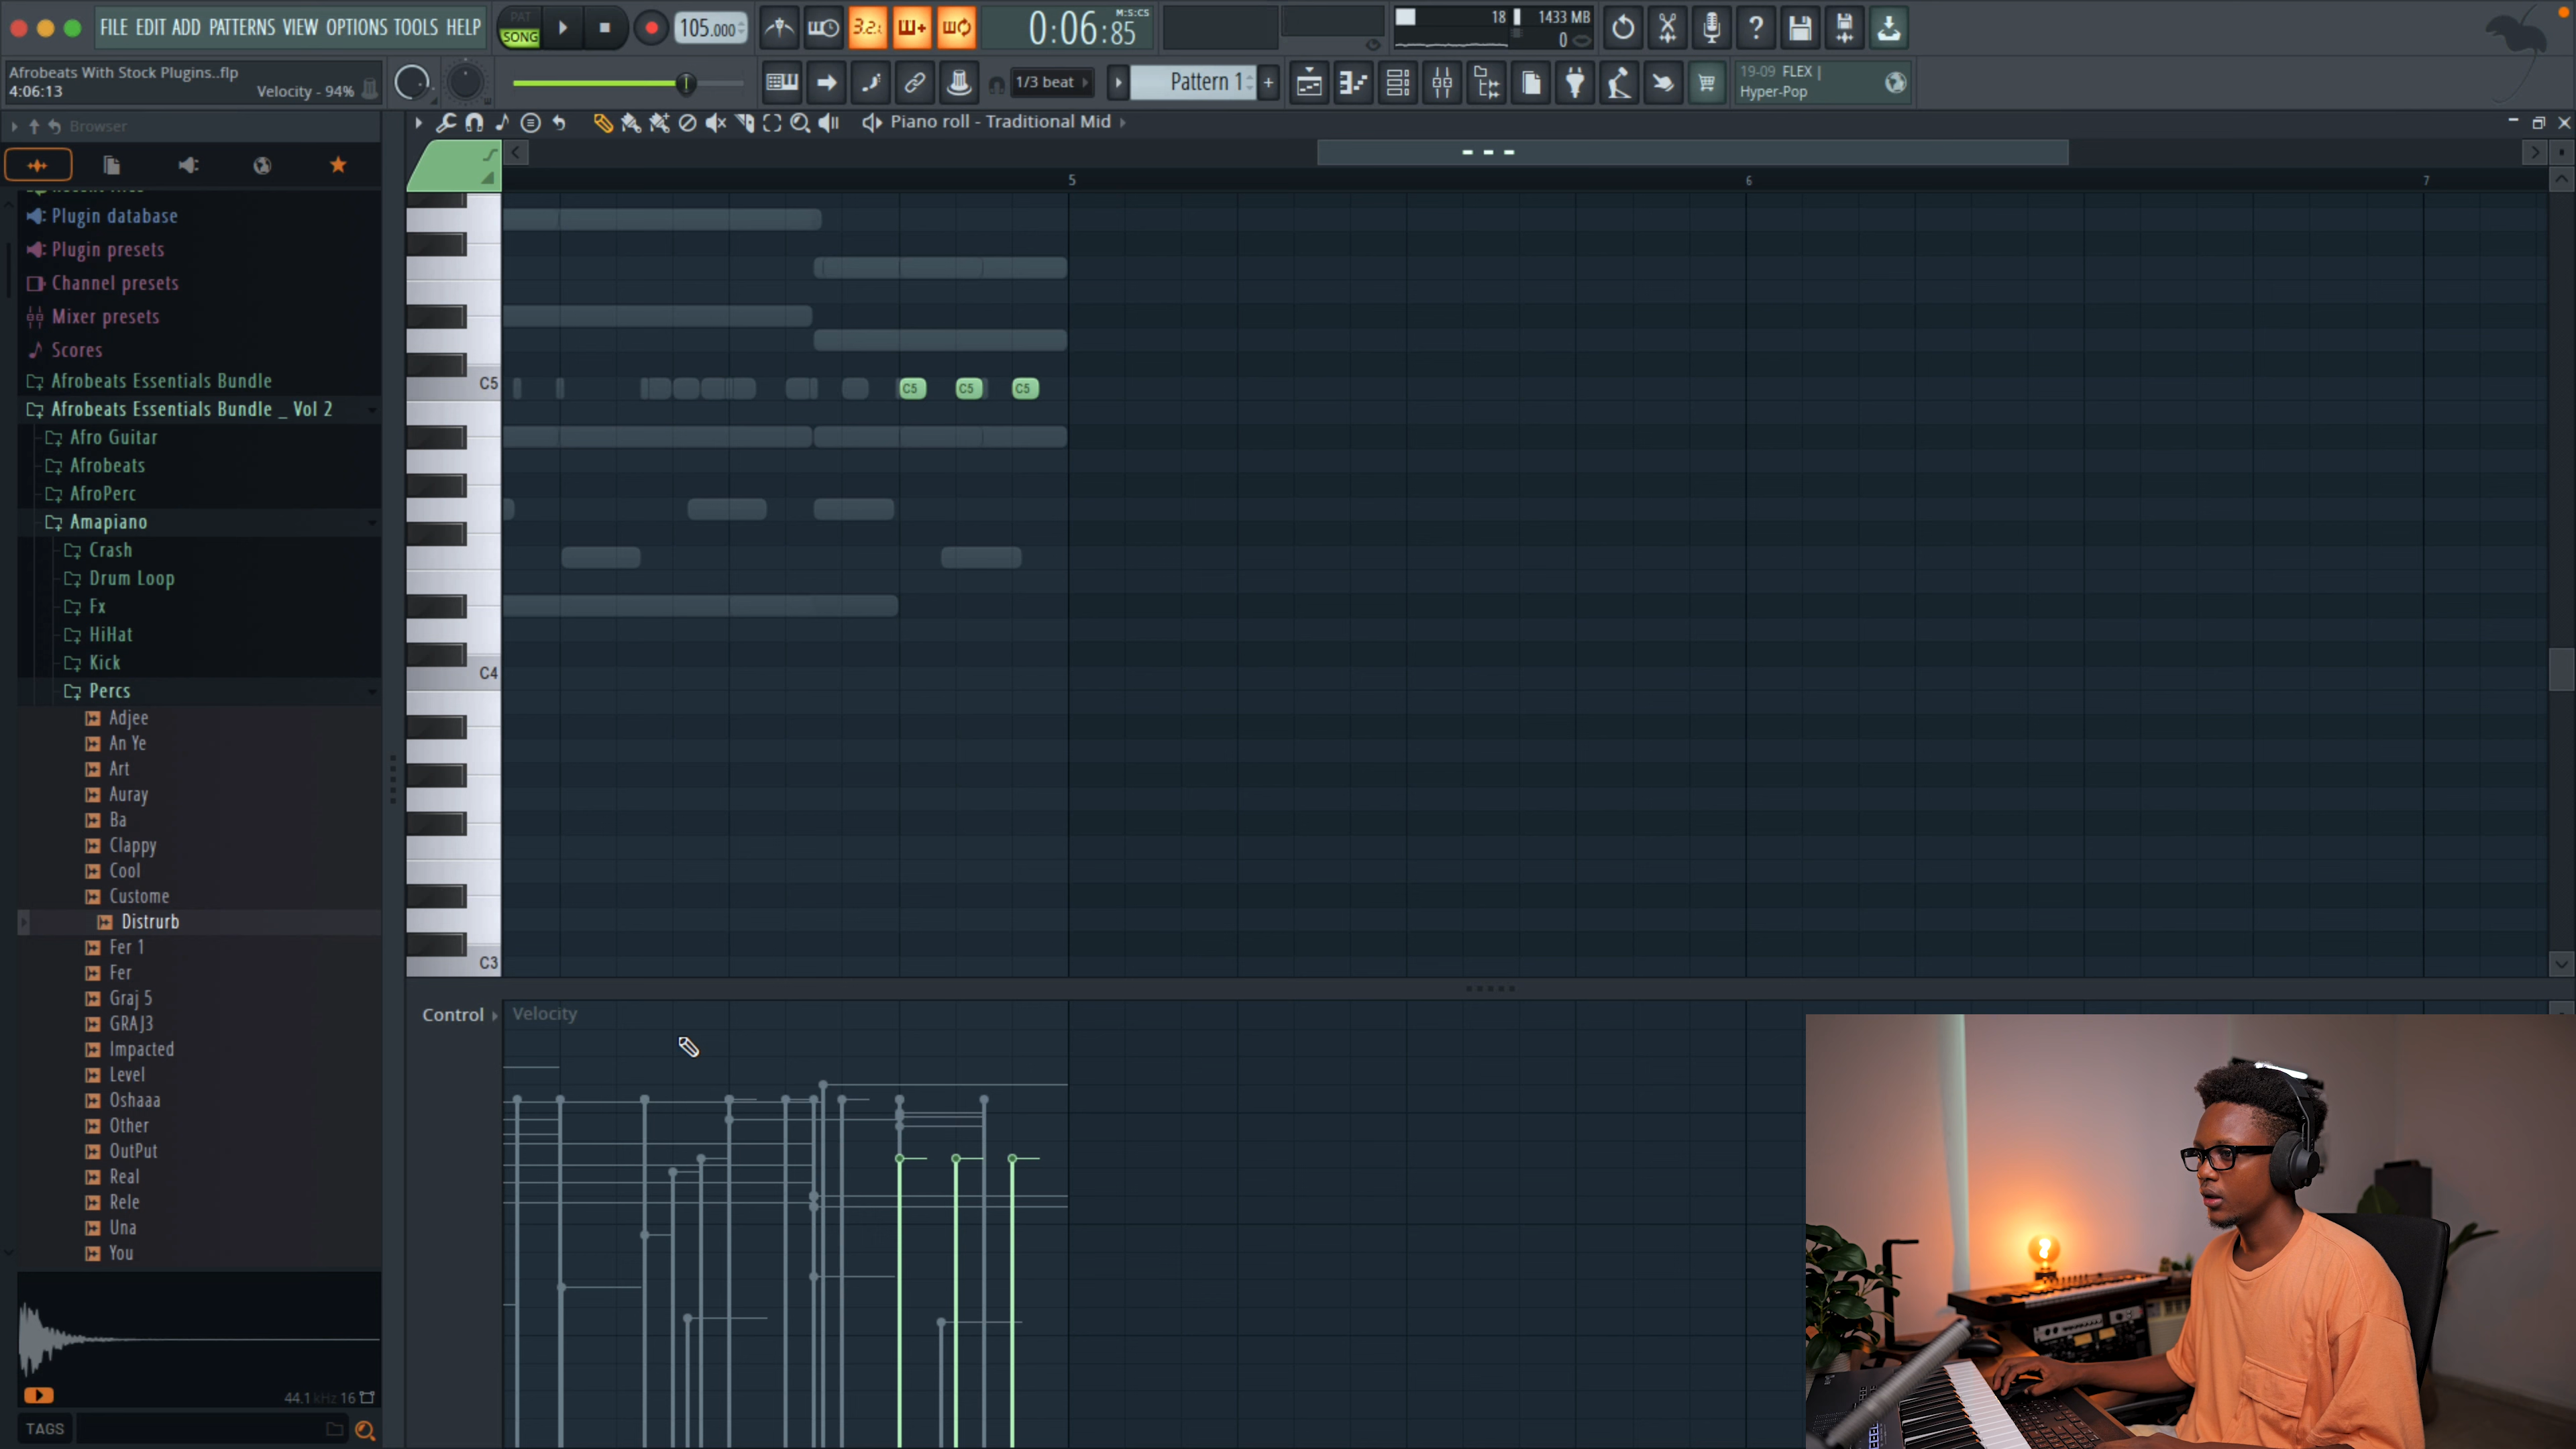 FILE EDIT ADD PATTERNS VIEW OPTIONS TOOLS HELP
PAT
SONG
105.000
3.2.
M:S:CS
0:06:85
18
1433 MB
0
Afrobeats With Stock Plugins..flp
4:06:13
Velocity - 94%
1/3 beat
Pattern 1
+
19-09 FLEX |
Hyper-Pop
Browser
Piano roll - Traditional Mid
5
6
7
Plugin database
Plugin presets
Channel presets
Mixer presets
Scores
Afrobeats Essentials Bundle
Afrobeats Essentials Bundle _ Vol 2
Afro Guitar
Afrobeats
AfroPerc
Amapiano
Crash
Drum Loop
Fx
HiHat
Kick
Percs
Adjee
An Ye
Art
Auray
Ba
Clappy
Cool
Custome
Distrurb
Fer 1
Fer
Graj 5
GRAJ3
Impacted
Level
Oshaaa
Other
OutPut
Real
Rele
Una
You
44.1 kHz 16
TAGS
C5
C5
C5
C5
C4
C3
Control
Velocity